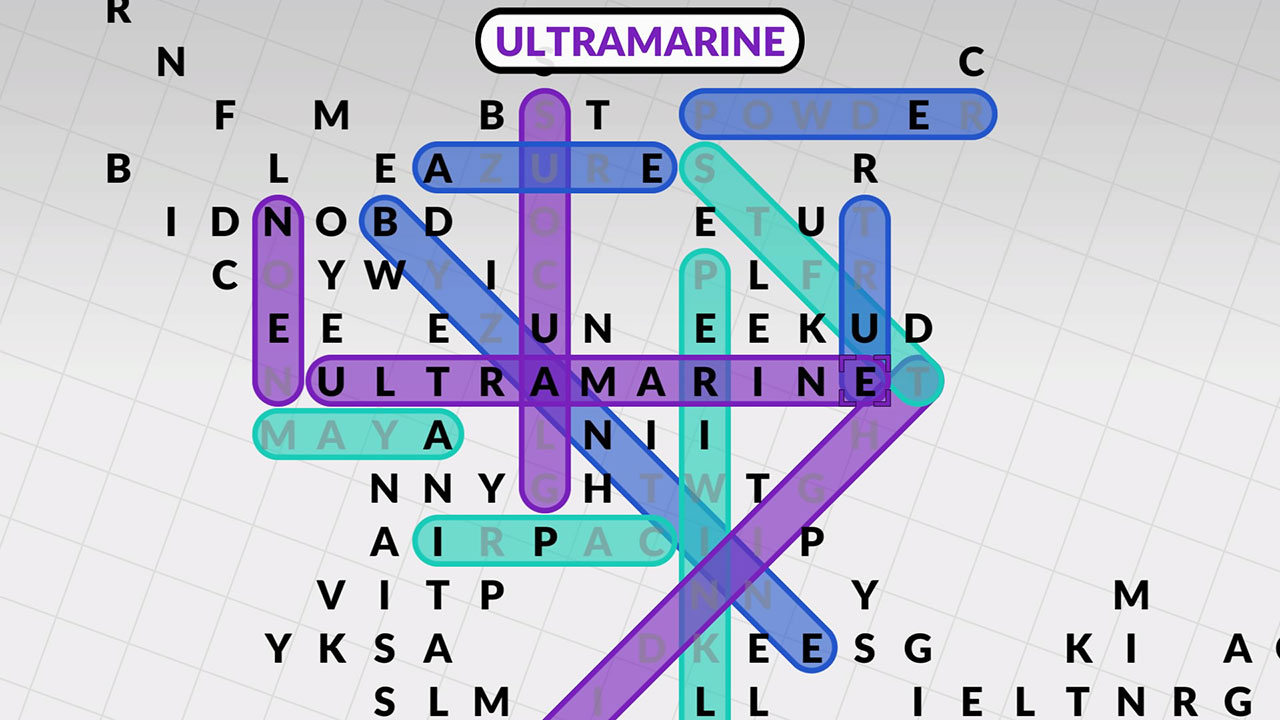 R
ULTRAMARINE
N S C
F M B S T P O W D E R
B L E A Z U R E S R
I D N O B D O E T U T
C O Y W Y I C P L F R
E E E Z U N E E K U D
N U L T R A M A R I N E T
M A Y A L N I I H
N N Y G H T W T G
A I R P A C I I P
V I T P N N Y M
Y K S A D K E E S G K I A
S L M I L L I E L T N R G